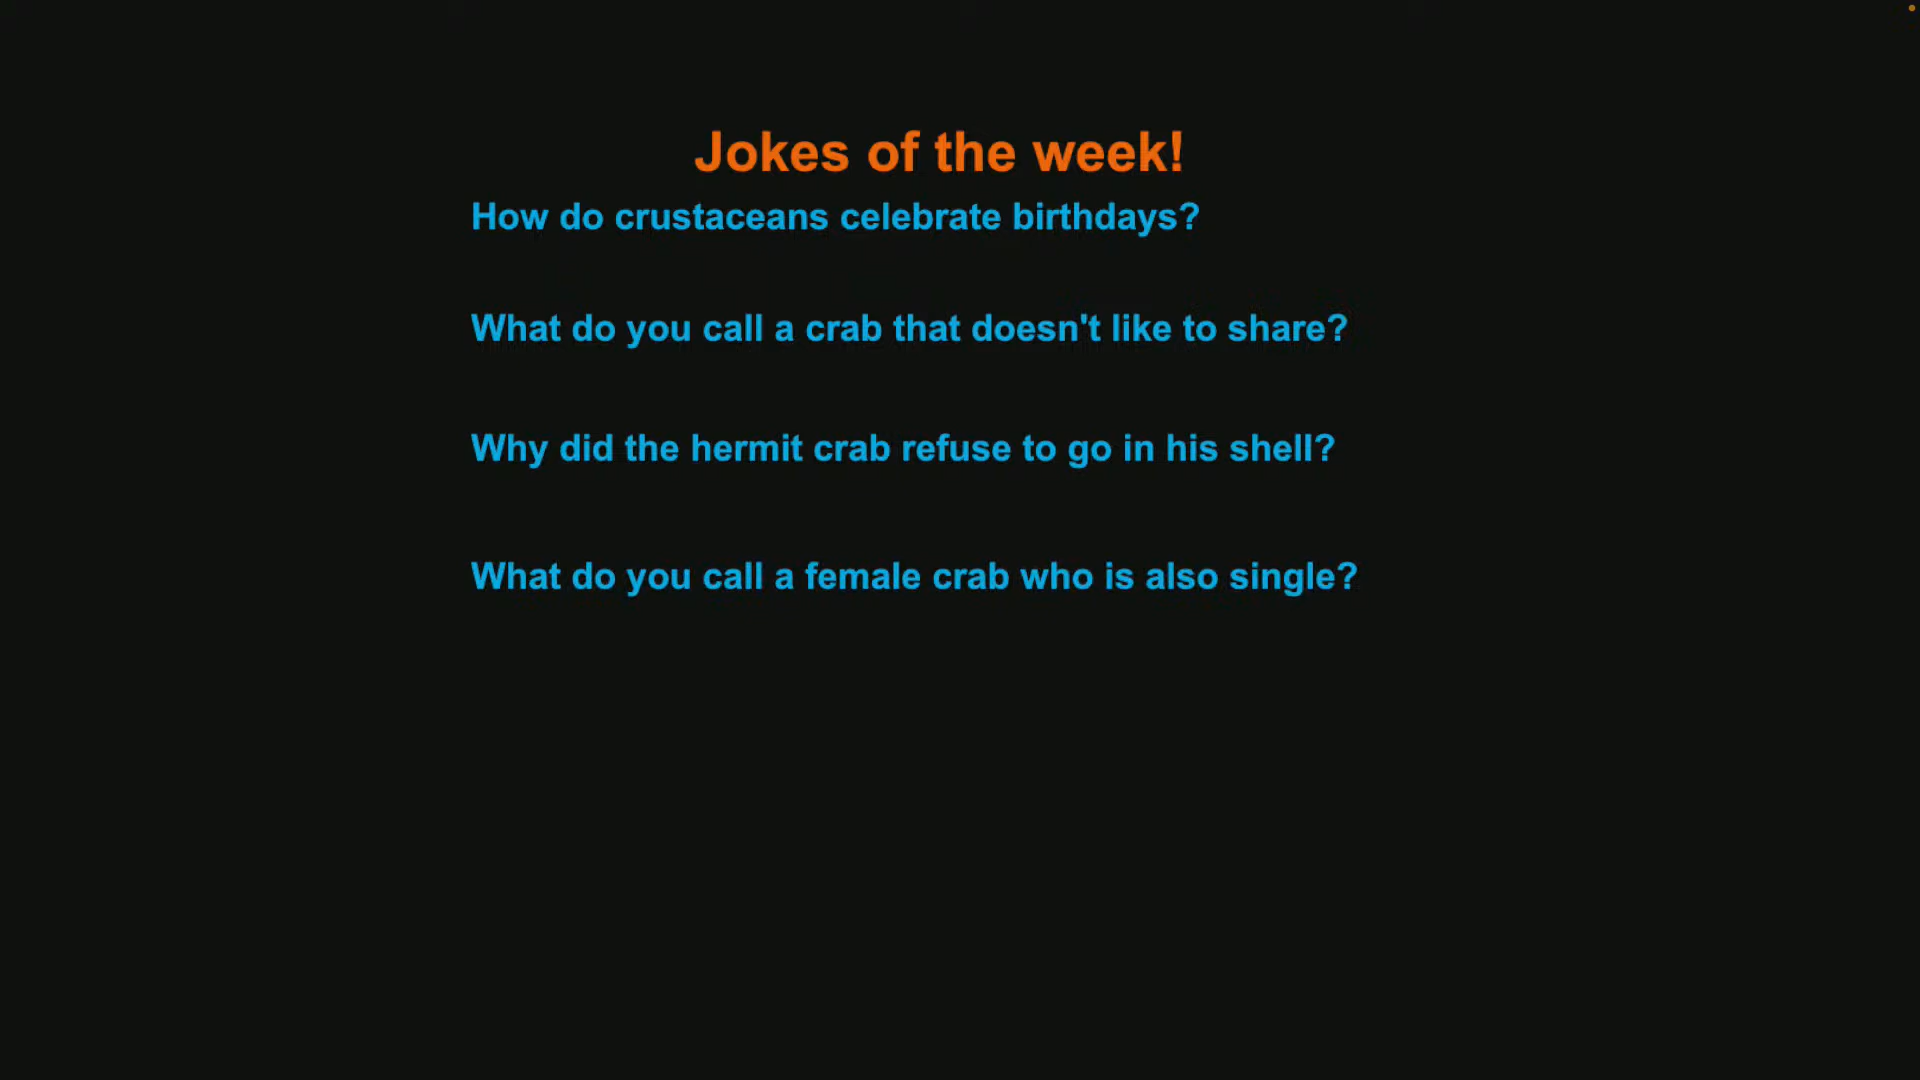 Jokes of the week!
How do crustaceans celebrate birthdays?
What do you call a crab that doesn't like to share?
Why did the hermit crab refuse to go in his shell?
What do you call a female crab who is also single?